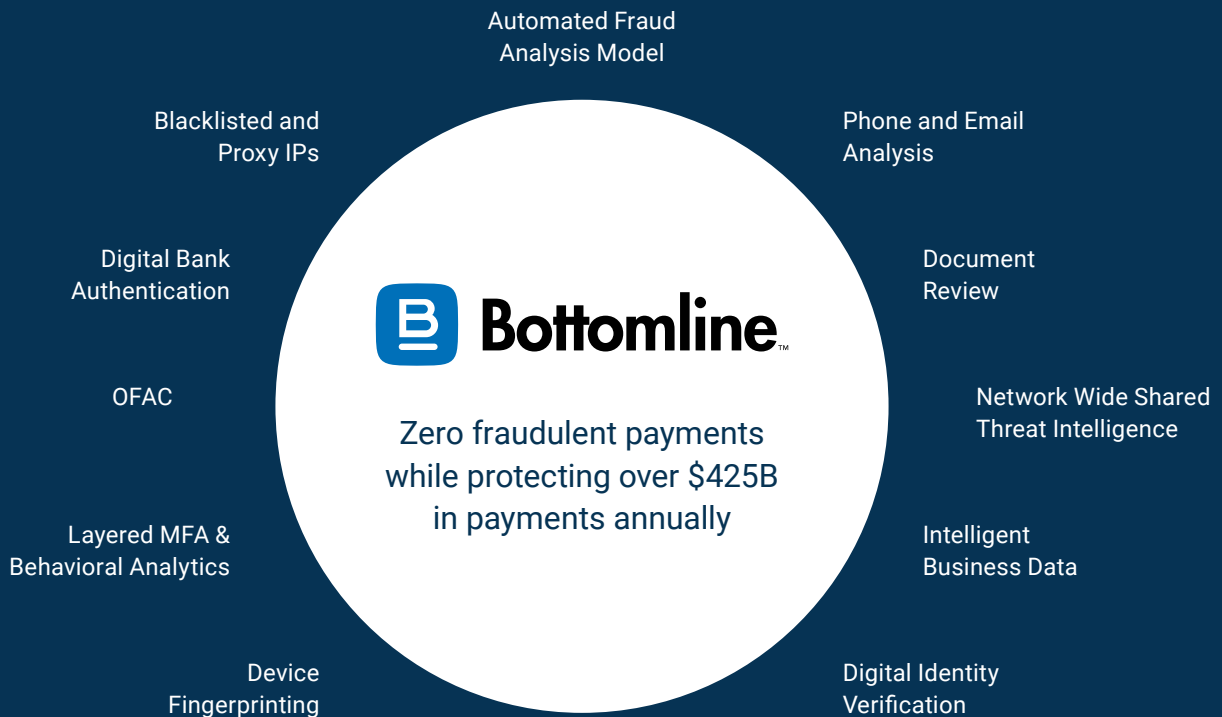 Automated Fraud
Analysis Model
Blacklisted and
Proxy IPs
Phone and Email
Analysis
Digital Bank
Authentication
Document
Review
B Bottomline™
OFAC
Network Wide Shared
Threat Intelligence
Zero fraudulent payments
while protecting over $425B
in payments annually
Layered MFA &
Behavioral Analytics
Intelligent
Business Data
Device
Fingerprinting
Digital Identity
Verification